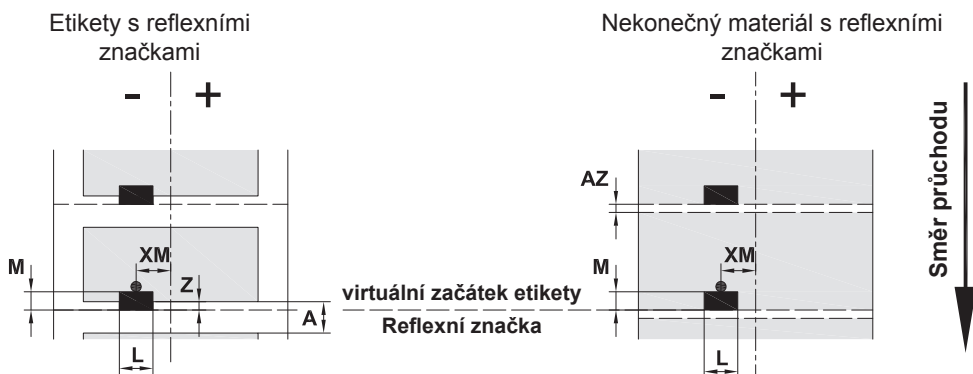 Etikety s reflexními
značkami
- +
XM
M
Z
A
L
virtuální začátek etikety
Reflexní značka
Nekonečný materiál s reflexními
značkami
- +
AZ
XM
M
L
Směr průchodu